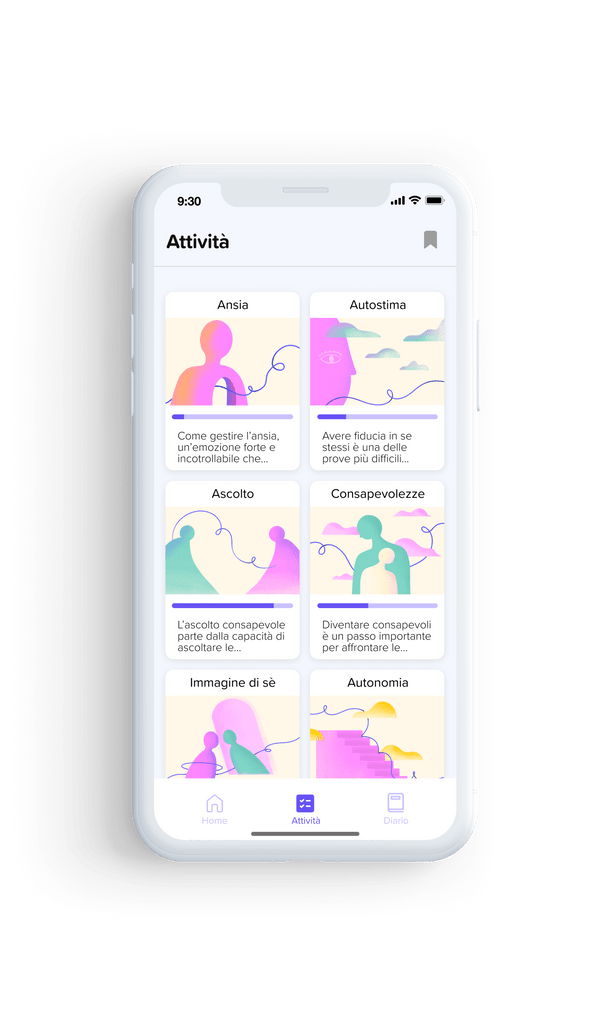 9:30
Attività
Ansia
Autostima
Come gestire l'ansia,
un'emozione forte e
incotrollabile che...
Avere fiducia in se
stessi è una delle
prove più difficili...
Ascolto
Consapevolezze
L'ascolto consapevole
parte dalla capacità di
ascoltare le...
Diventare consapevoli
è un passo importante
per affrontare le...
Immagine di sè
Autonomia
Home
Attività
Diario